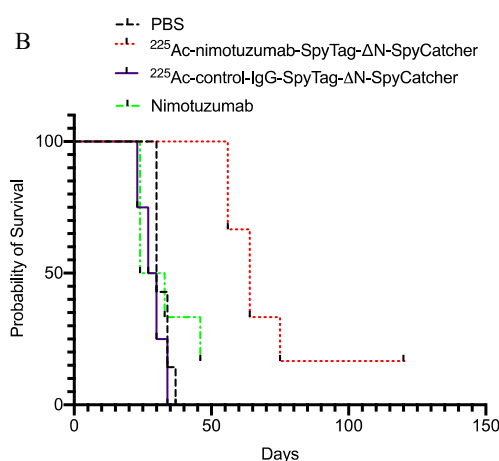 B
PBS
²²⁵Ac-nimotuzumab-SpyTag-ΔN-SpyCatcher
²²⁵Ac-control-IgG-SpyTag-ΔN-SpyCatcher
Nimotuzumab
100
50
0
Probability of Survival
0 50 100 150
Days